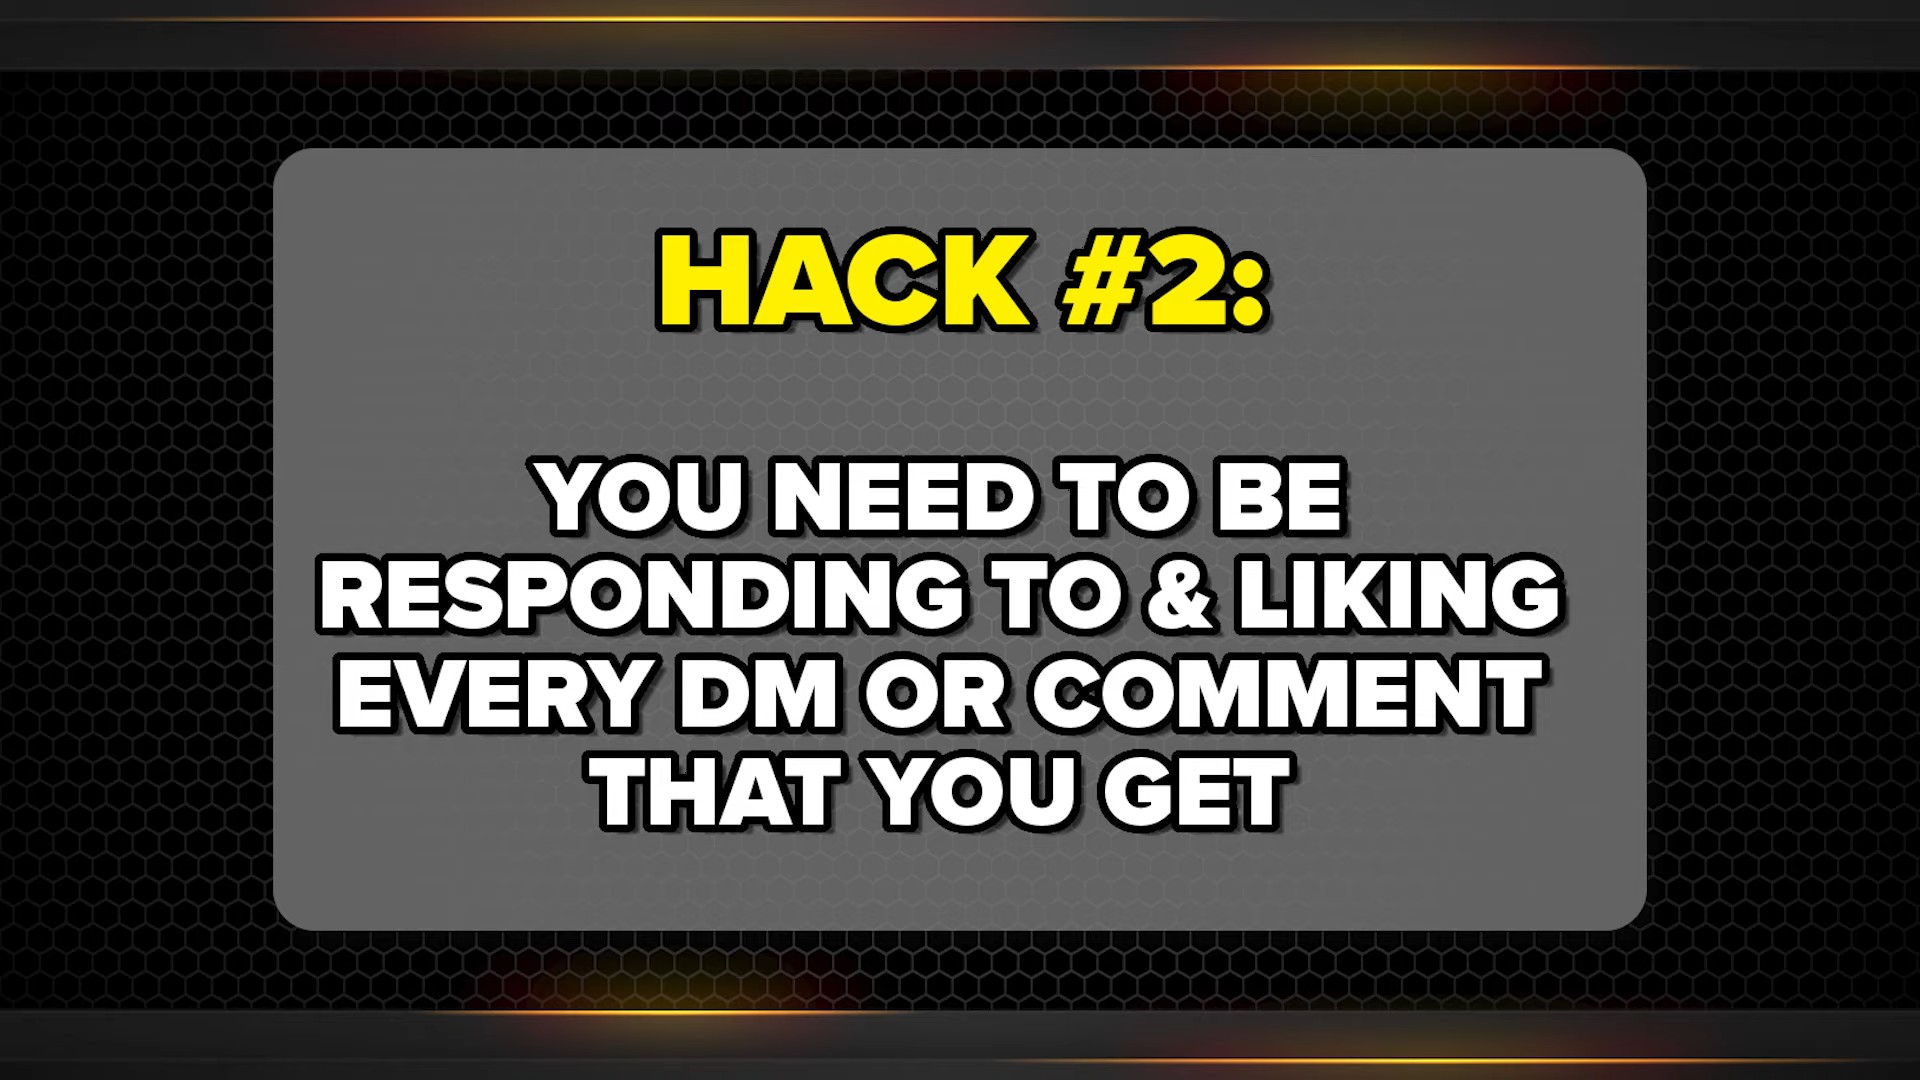 HACK #2:
YOU NEED TO BE
RESPONDING TO & LIKING
EVERY DM OR COMMENT
THAT YOU GET